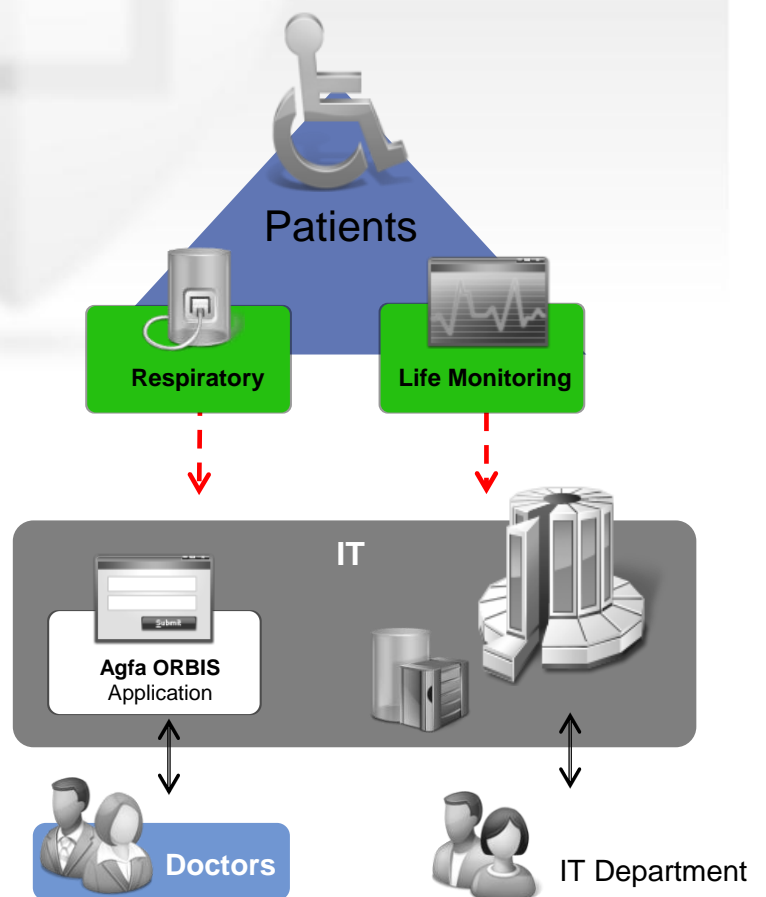 Patients
Respiratory
Life Monitoring
IT
Submit
Agfa ORBIS
Application
Doctors
IT Department